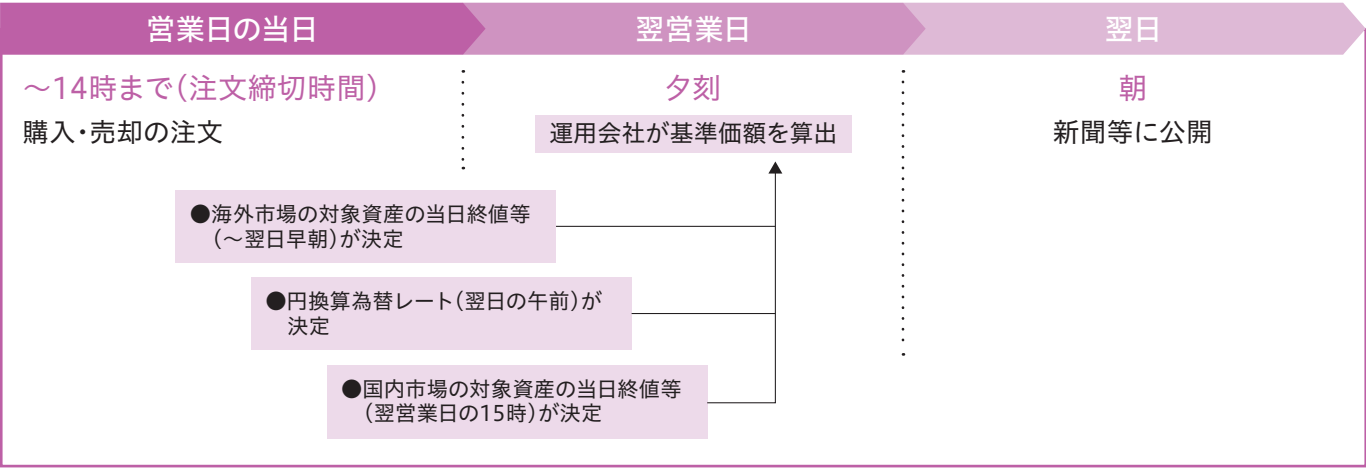 営業日の当日
翌営業日
翌日
～14時まで(注文締切時間)
購入・売却の注文
夕刻
運用会社が基準価額を算出
朝
新聞等に公開
●海外市場の対象資産の当日終値等
(～翌日早朝)が決定
●円換算為替レート(翌日の午前)が
決定
●国内市場の対象資産の当日終値等
(翌営業日の15時)が決定